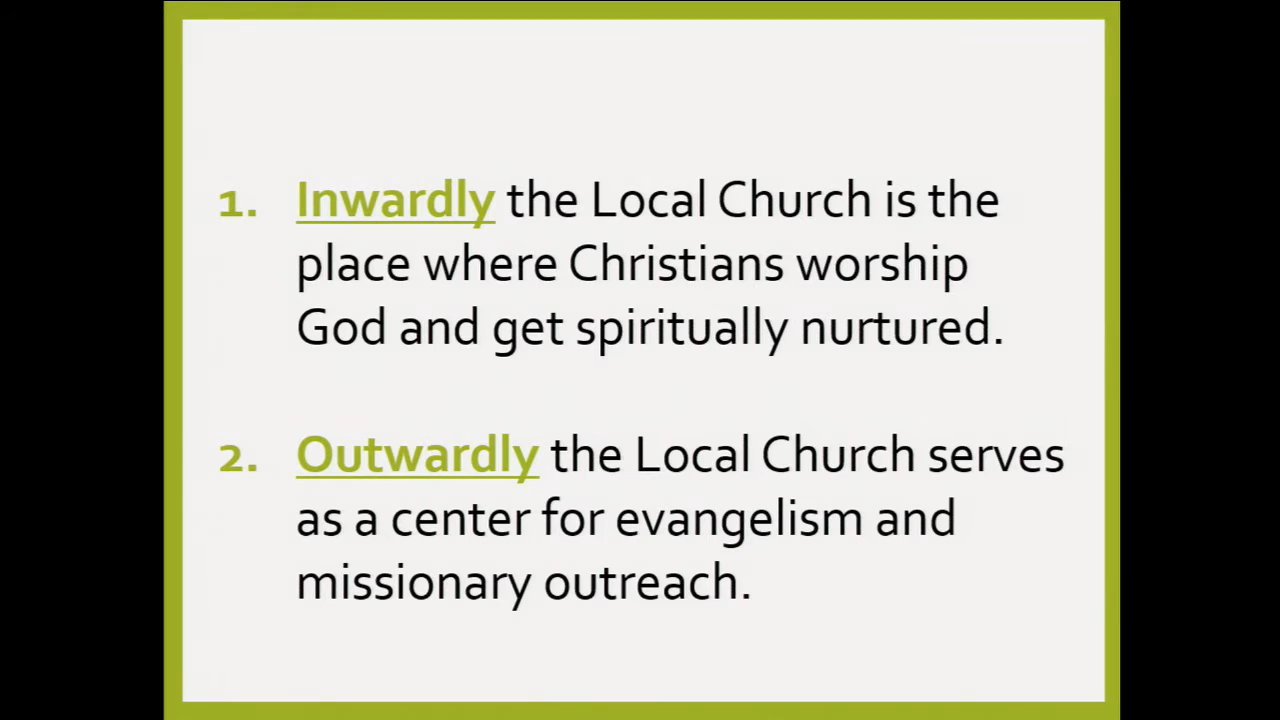 1. Inwardly the Local Church is the
place where Christians worship
God and get spiritually nurtured.
2. Outwardly the Local Church serves
as a center for evangelism and
missionary outreach.